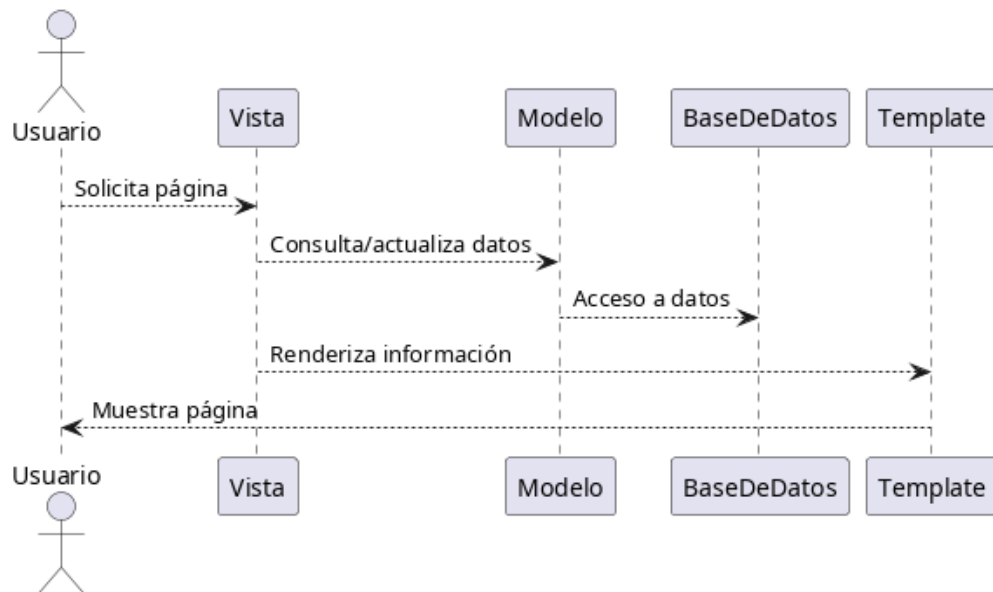 Usuario
Vista
Modelo
BaseDeDatos
Template
Solicita página
Consulta/actualiza datos
Acceso a datos
Renderiza información
Muestra página
Usuario
Vista
Modelo
BaseDeDatos
Template